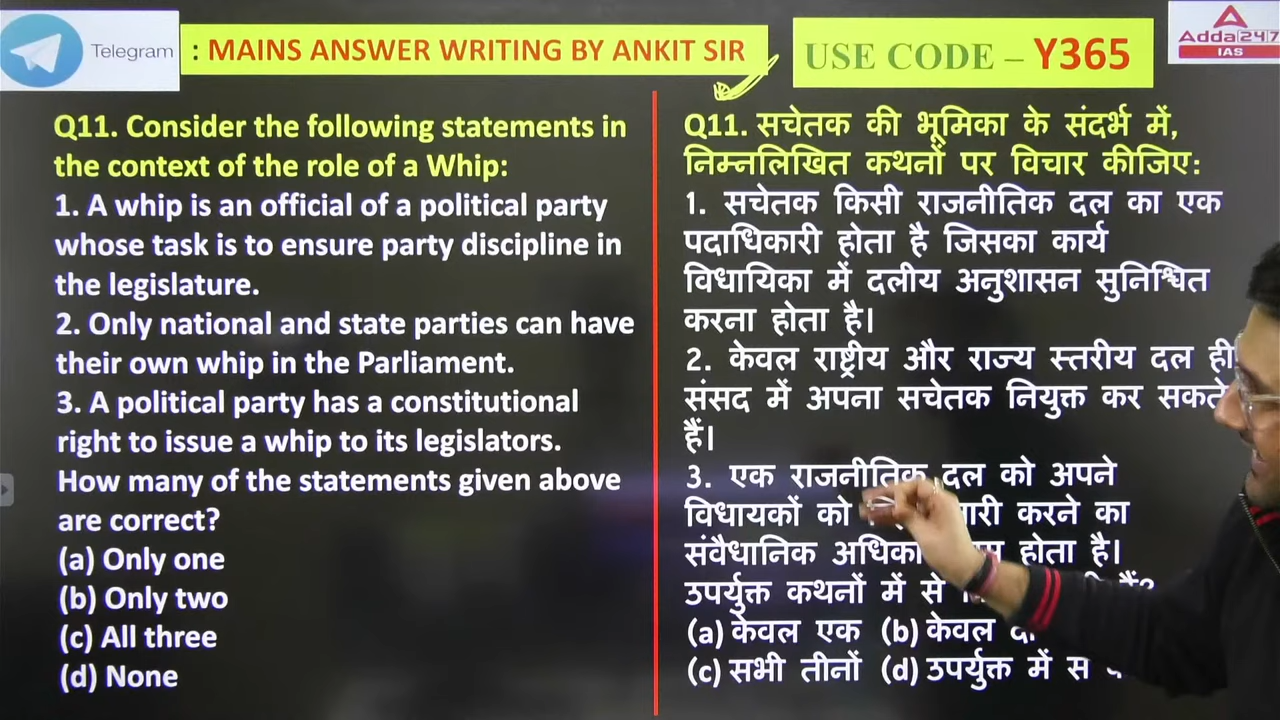 Telegram
: MAINS ANSWER WRITING BY ANKIT SIR
USE CODE – Y365
Adda 247
IAS
Q11. Consider the following statements in
the context of the role of a Whip:
1. A whip is an official of a political party
whose task is to ensure party discipline in
the legislature.
2. Only national and state parties can have
their own whip in the Parliament.
3. A political party has a constitutional
right to issue a whip to its legislators.
How many of the statements given above
are correct?
(a) Only one
(b) Only two
(c) All three
(d) None
Q11. सचेतक की भूमिका के संदर्भ में,
निम्नलिखित कथनों पर विचार कीजिए:
1. सचेतक किसी राजनीतिक दल का एक
पदाधिकारी होता है जिसका कार्य
विधायिका में दलीय अनुशासन सुनिश्चित
करना होता है।
2. केवल राष्ट्रीय और राज्य स्तरीय दल ही
संसद में अपना सचेतक नियुक्त कर सकते
हैं।
3. एक राजनीतिक दल को अपने
विधायकों को करने का
संवैधानिक होता है।
उपर्युक्त कथनों में से
(a) केवल एक (b) केवल
(c) सभी तीनों (d) उपर्युक्त में